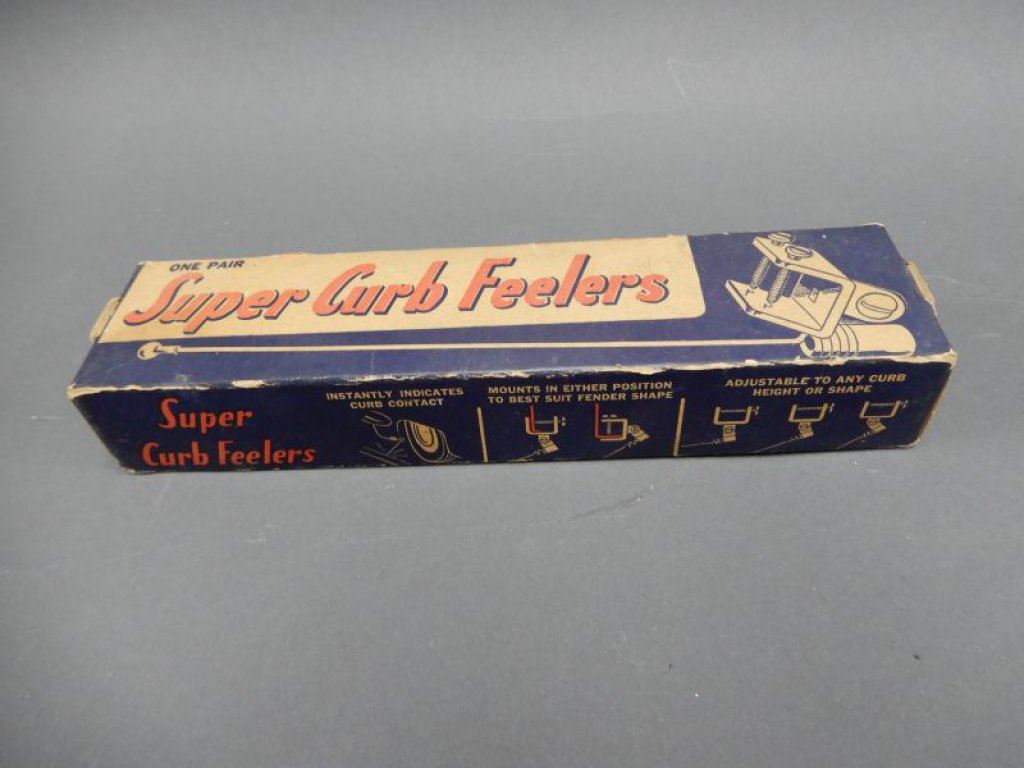 ONE PAIR
Super Curb Feelers
Super
Curb Feelers
INSTANTLY INDICATES
CURB CONTACT
MOUNTS IN EITHER POSITION
TO BEST SUIT FENDER SHAPE
ADJUSTABLE TO ANY CURB
HEIGHT OR SHAPE